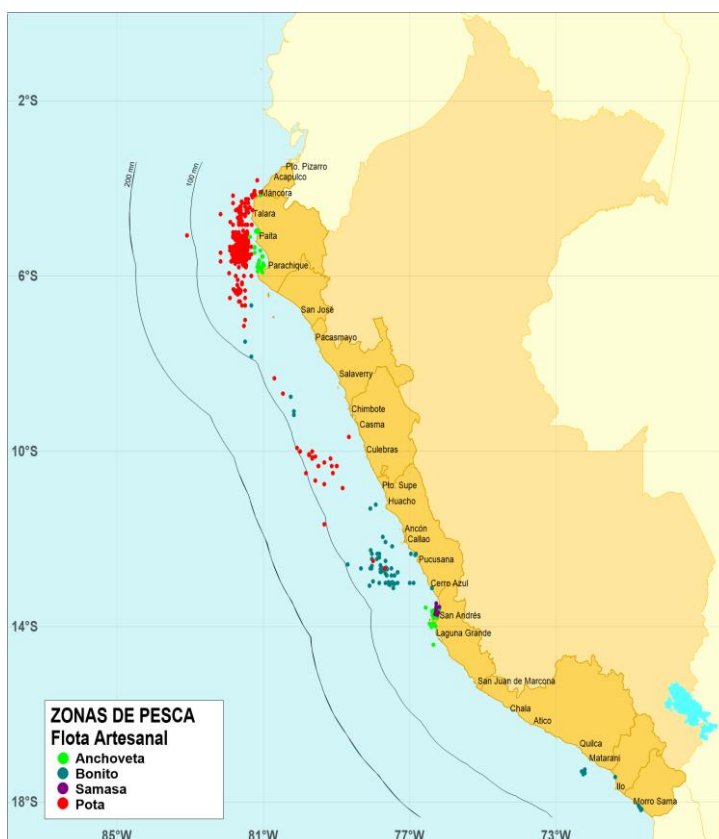 2°S
200 mn
100 mn
Pto. Pizarro
Acapulco
Máncora
Talara
Paita
6°S
Parachique
San José
Pacasmayo
Salaverry
Chimbote
Casma
10°S
Culebras
Pto. Supe
Huacho
Ancón
Callao
Pucusana
Cerro Azul
14°S
San Andrés
Laguna Grande
San Juan de Marcona
Chala
Atico
Quilca
Matarani
Ilo
18°S
Morro Sama
ZONAS DE PESCA
Flota Artesanal
Anchoveta
Bonito
Samasa
Pota
85°W
81°W
77°W
73°W